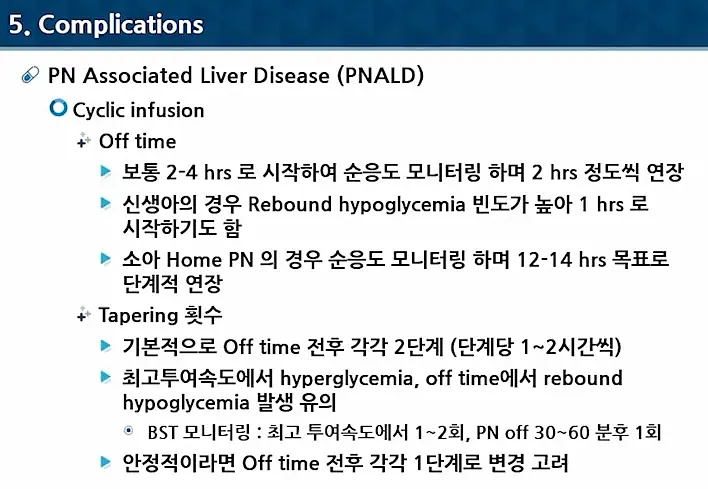 5. Complications
PN Associated Liver Disease (PNALD)
Cyclic infusion
Off time
보통 2-4 hrs 로 시작하여 순응도 모니터링 하며 2 hrs 정도씩 연장
신생아의 경우 Rebound hypoglycemia 빈도가 높아 1 hrs 로
시작하기도 함
소아 Home PN 의 경우 순응도 모니터링 하며 12-14 hrs 목표로
단계적 연장
Tapering 횟수
기본적으로 Off time 전후 각각 2단계 (단계당 1~2시간씩)
최고투여속도에서 hyperglycemia, off time에서 rebound
hypoglycemia 발생 유의
BST 모니터링 : 최고 투여속도에서 1~2회, PN off 30~60 분후 1회
안정적이라면 Off time 전후 각각 1단계로 변경 고려